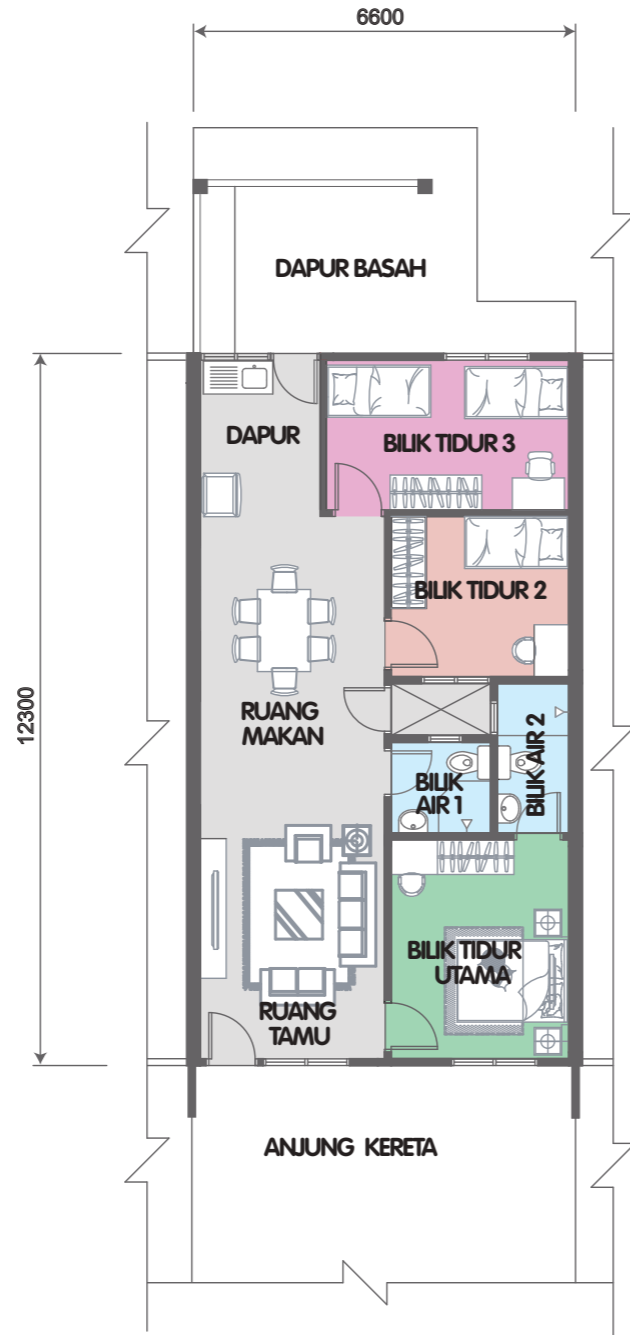 6600
DAPUR BASAH
DAPUR
BILIK TIDUR 3
BILIK TIDUR 2
12300
RUANG
MAKAN
BILIK AIR 2
BILIK
AIR 1
BILIK TIDUR
UTAMA
RUANG
TAMU
ANJUNG KERETA